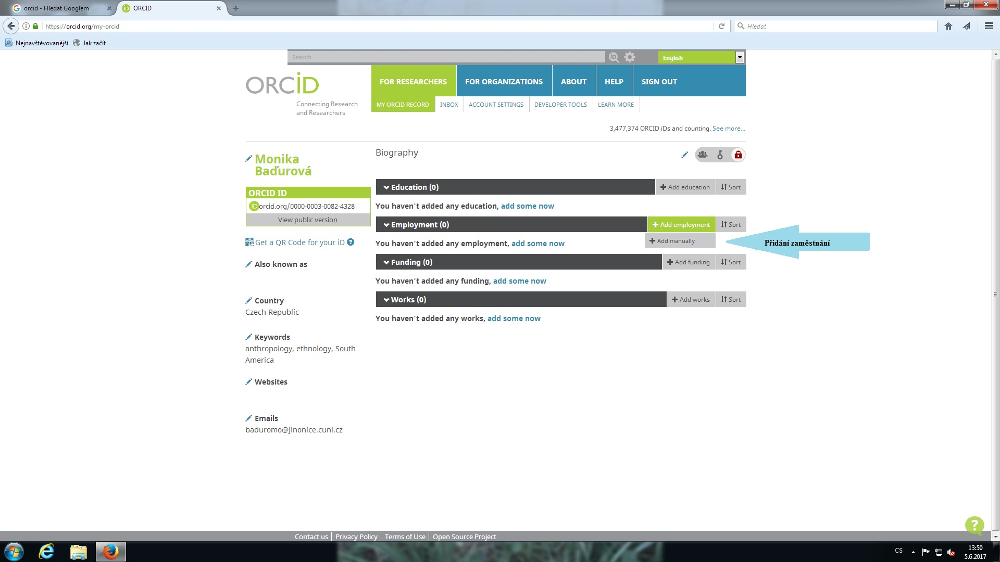 orcid - Hledat Googlem
ORCID
https://orcid.org/my-orcid
Hledat
Nejnavštěvovanější
Jak začít
Search
English
ORCID
Connecting Research
and Researchers
FOR RESEARCHERS
FOR ORGANIZATIONS
ABOUT
HELP
SIGN OUT
MY ORCID RECORD
INBOX
ACCOUNT SETTINGS
DEVELOPER TOOLS
LEARN MORE
3,477,374 ORCID iDs and counting. See more...
Monika
Baďurová
ORCID ID
iD orcid.org/0000-0003-0082-4328
View public version
Get a QR Code for your iD
Also known as
Country
Czech Republic
Keywords
anthropology, ethnology, South
America
Websites
Emails
baduromo@jinonice.cuni.cz
Biography
Education (0)
Add education
Sort
You haven't added any education, add some now
Employment (0)
Add employment
Sort
You haven't added any employment, add some now
Add manually
Přidání zaměstnání
Funding (0)
Add funding
Sort
You haven't added any funding, add some now
Works (0)
Add works
Sort
You haven't added any works, add some now
Contact us
Privacy Policy
Terms of Use
Open Source Project
CS
13:50
5.6.2017